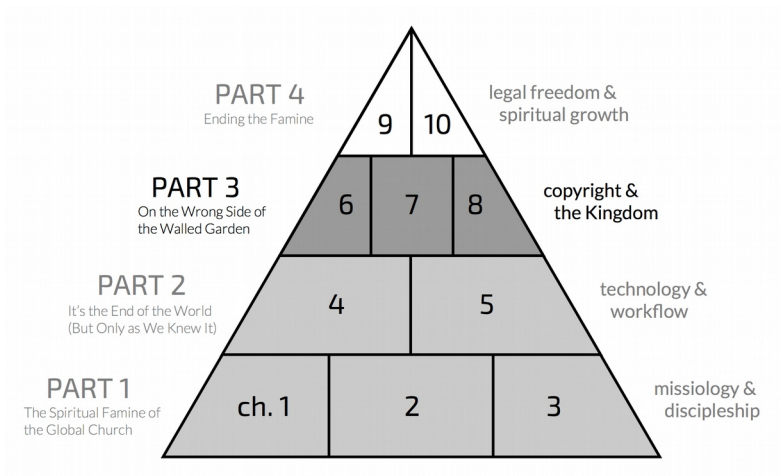 PART 4
Ending the Famine
9
10
legal freedom &
spiritual growth
PART 3
On the Wrong Side of
the Walled Garden
6
7
8
copyright &
the Kingdom
PART 2
It's the End of the World
(But Only as We Knew It)
4
5
technology &
workflow
PART 1
The Spiritual Famine of
the Global Church
ch. 1
2
3
missiology &
discipleship